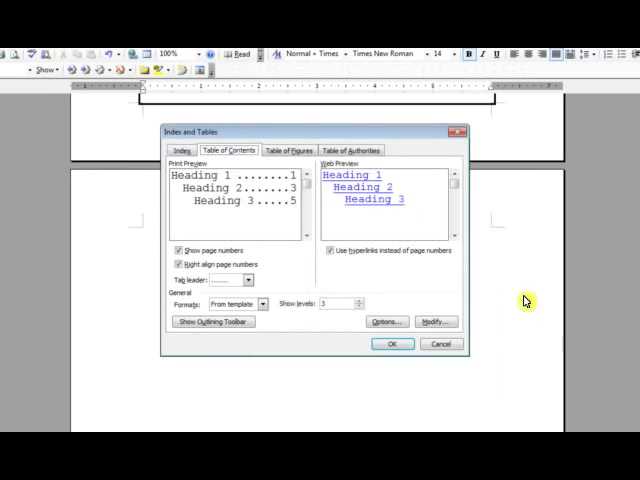 100%
Read
Normal + Times
Times New Roman
14
B I U
Show
Index and Tables
Index
Table of Contents
Table of Figures
Table of Authorities
Print Preview
Web Preview
Heading 1 ........1
Heading 2.......3
Heading 3.....5
Heading 1
Heading 2
Heading 3
Show page numbers
Use hyperlinks instead of page numbers
Right align page numbers
Tab leader: .......
General
Formats: From template
Show levels: 3
Show Outlining Toolbar
Options...
Modify...
OK
Cancel